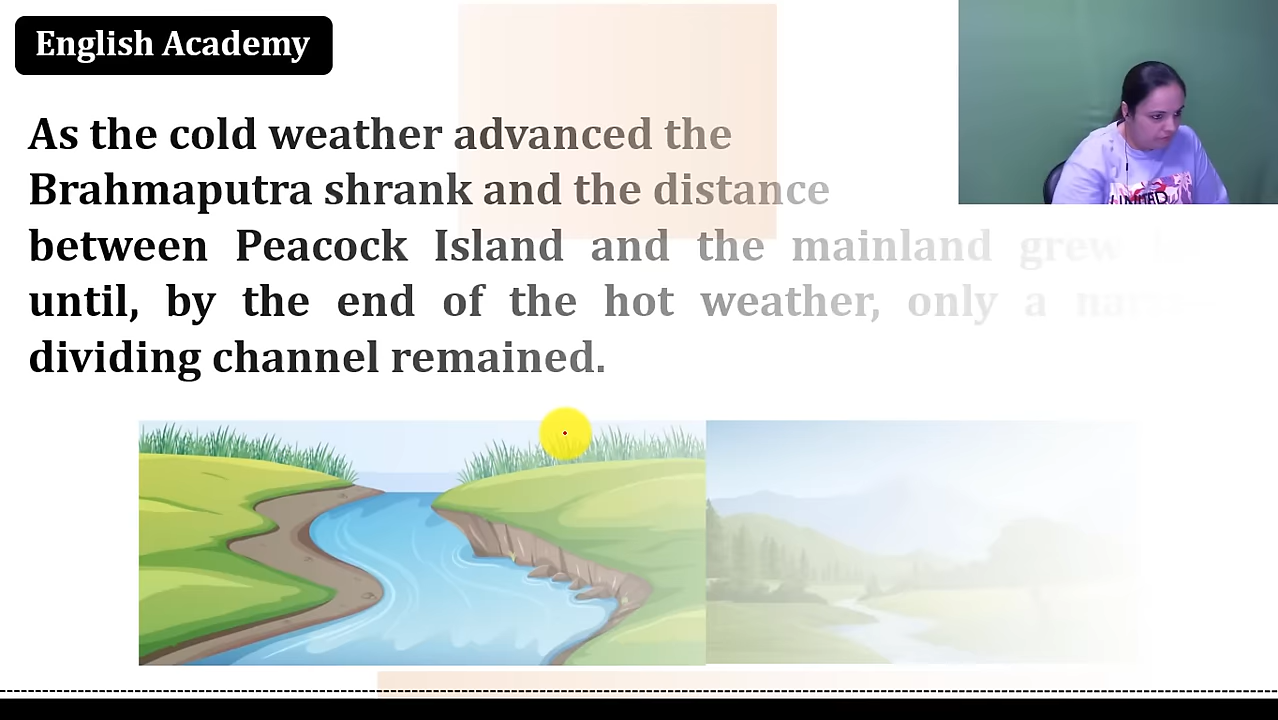 English Academy
As the cold weather advanced the
Brahmaputra shrank and the distance
between Peacock Island and the mainland grew
until, by the end of the hot weather, only a
dividing channel remained.